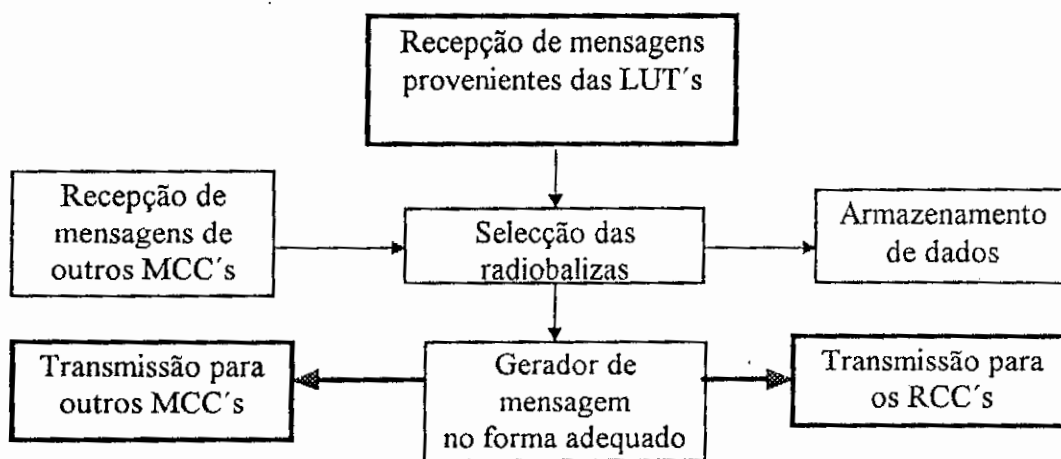 Recepção de mensagens
provenientes das LUT´s
Recepção de
mensagens de
outros MCC´s
Selecção das
radiobalizas
Armazenamento
de dados
Transmissão para
outros MCC´s
Gerador de
mensagem
no forma adequado
Transmissão para
os RCC´s